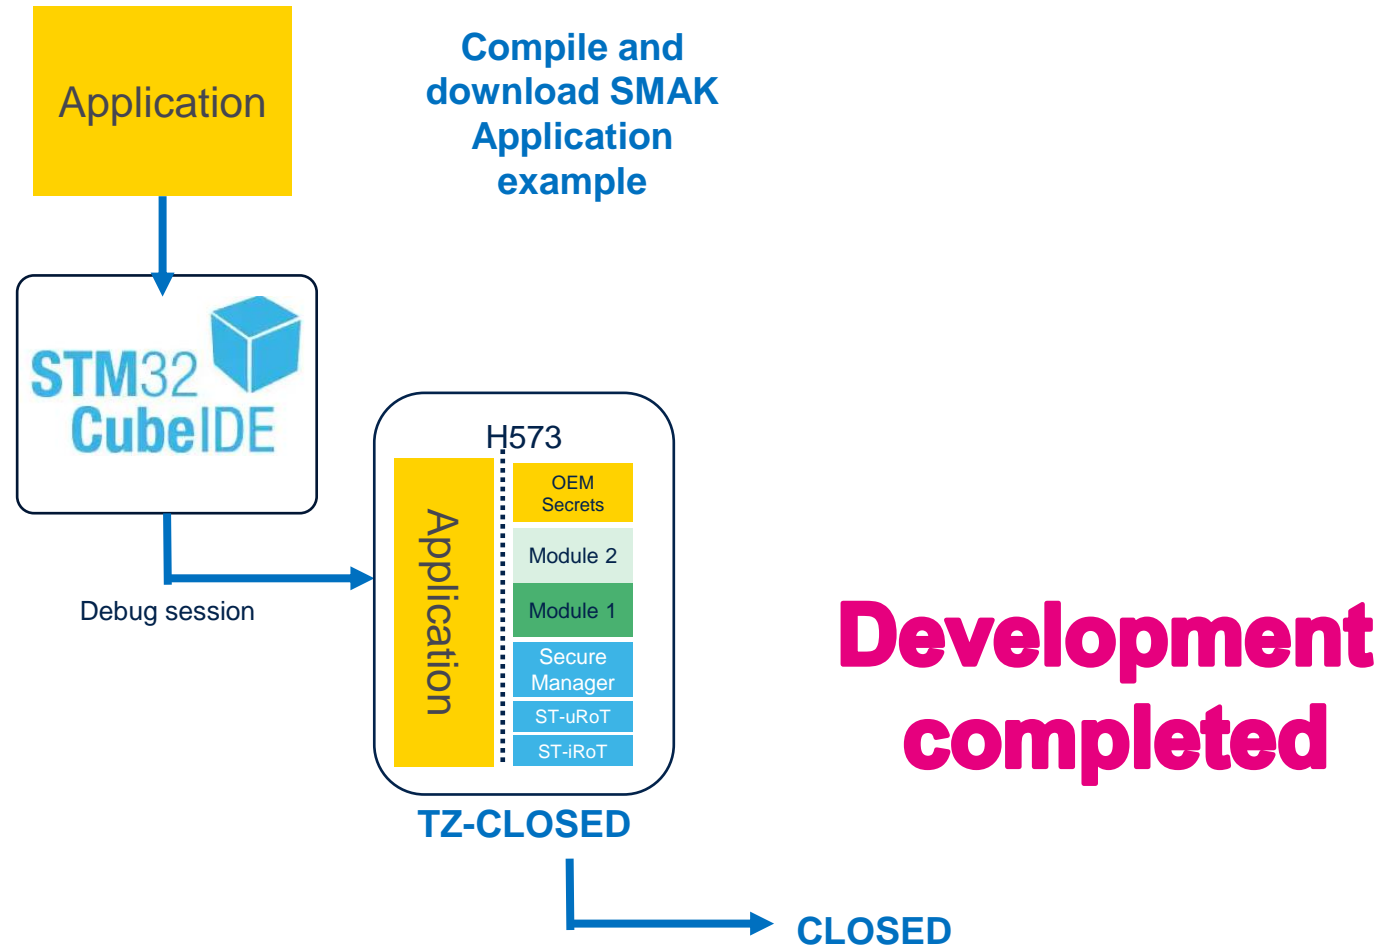 Application
Compile and
download SMAK
Application
example
STM32
CubeIDE
Debug session
H573
Application
OEM
Secrets
Module 2
Module 1
Secure
Manager
ST-uRoT
ST-iRoT
TZ-CLOSED
CLOSED
Development
completed